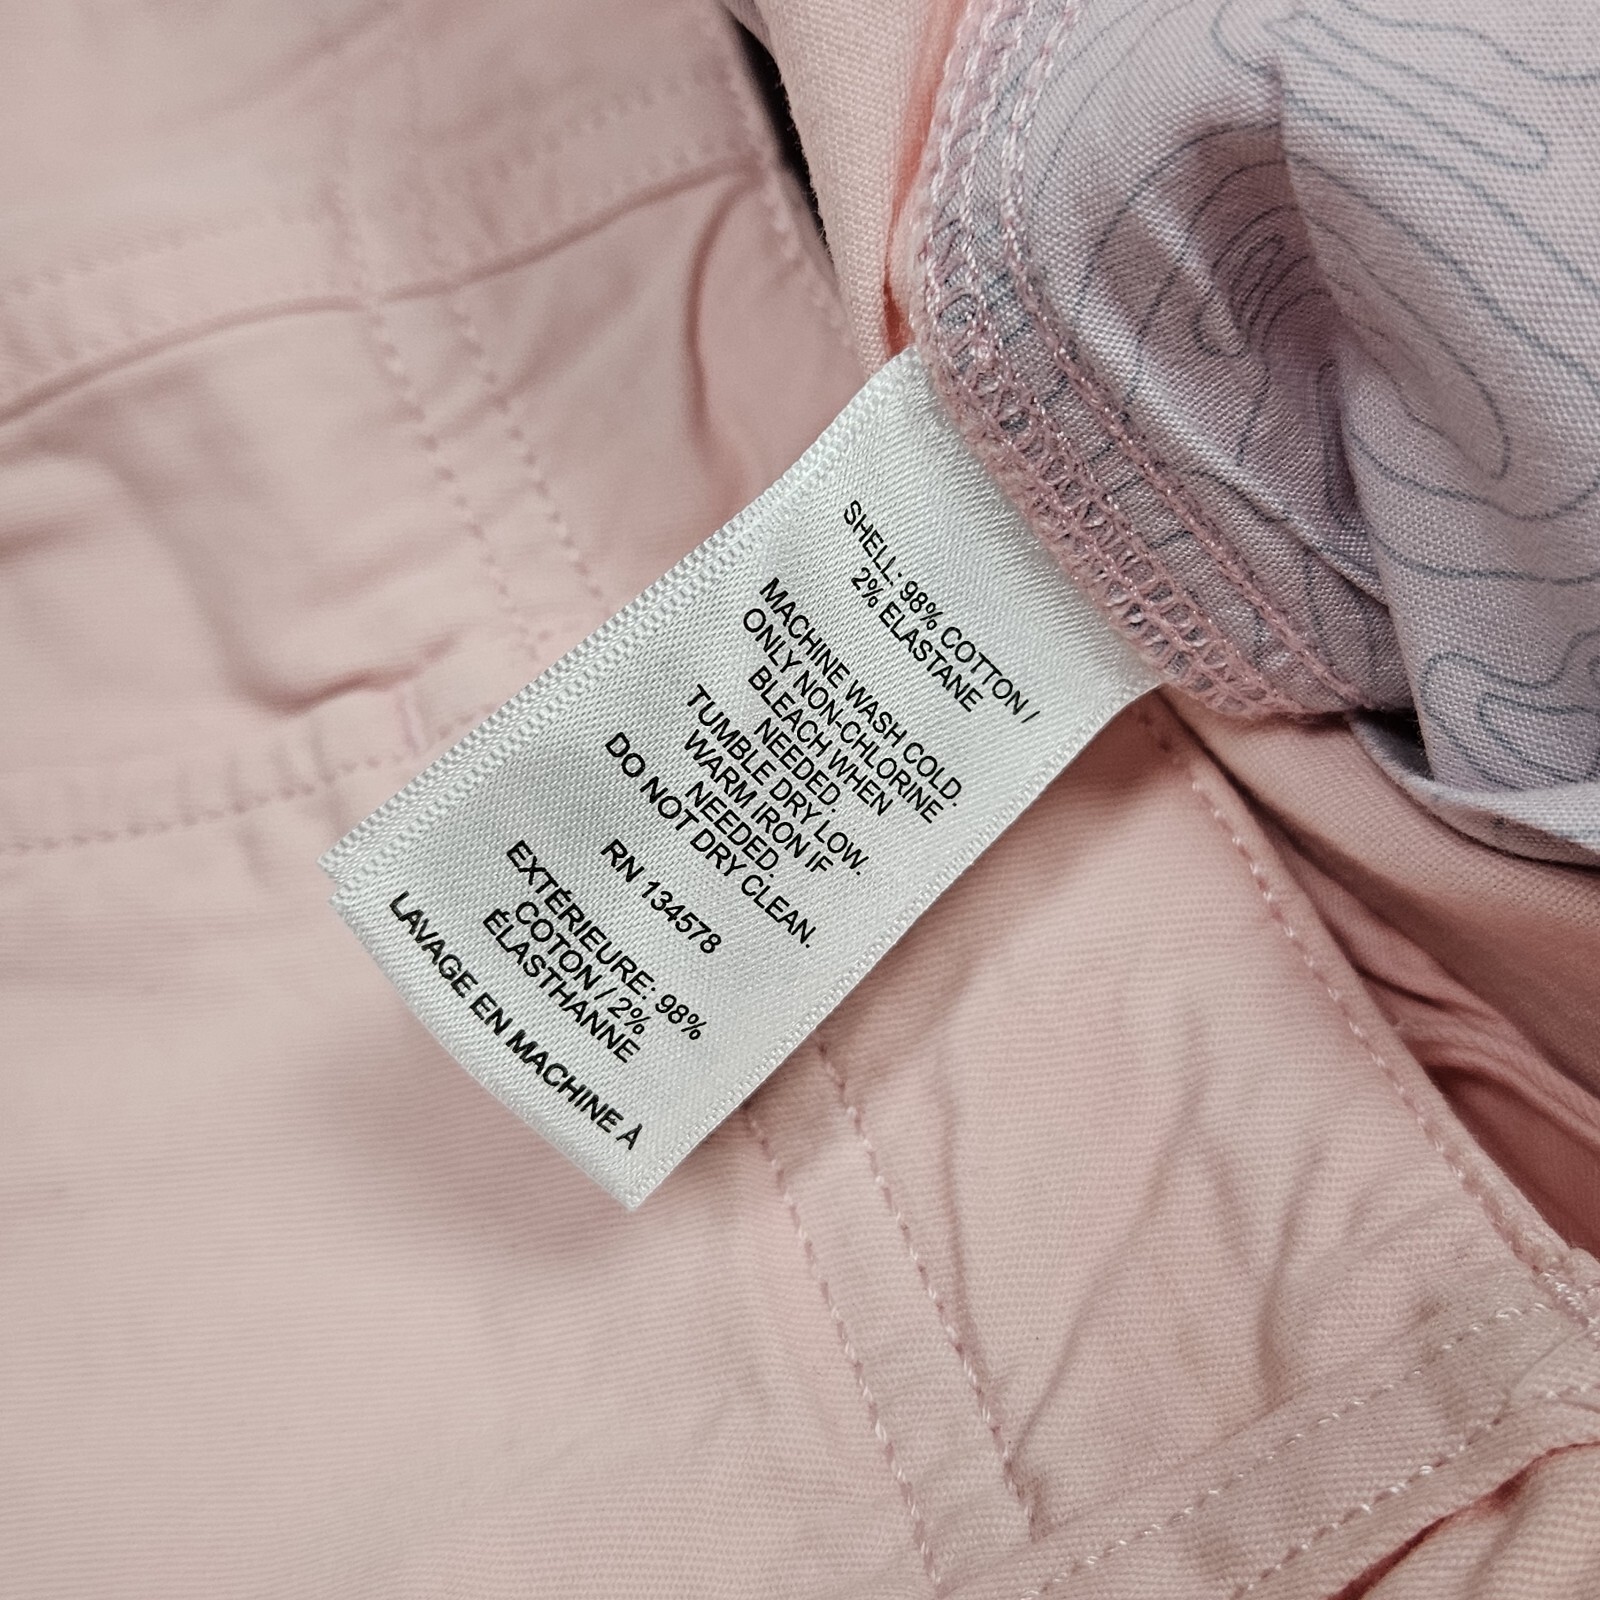 SHELL: 98% COTTON /
2% ELASTANE
MACHINE WASH COLD.
ONLY NON-CHLORINE
BLEACH WHEN
NEEDED.
TUMBLE DRY LOW.
WARM IRON IF
NEEDED.
DO NOT DRY CLEAN.
RN 134578
EXTÉRIEURE: 98%
COTON / 2%
ÉLASTHANNE
LAVAGE EN MACHINE À